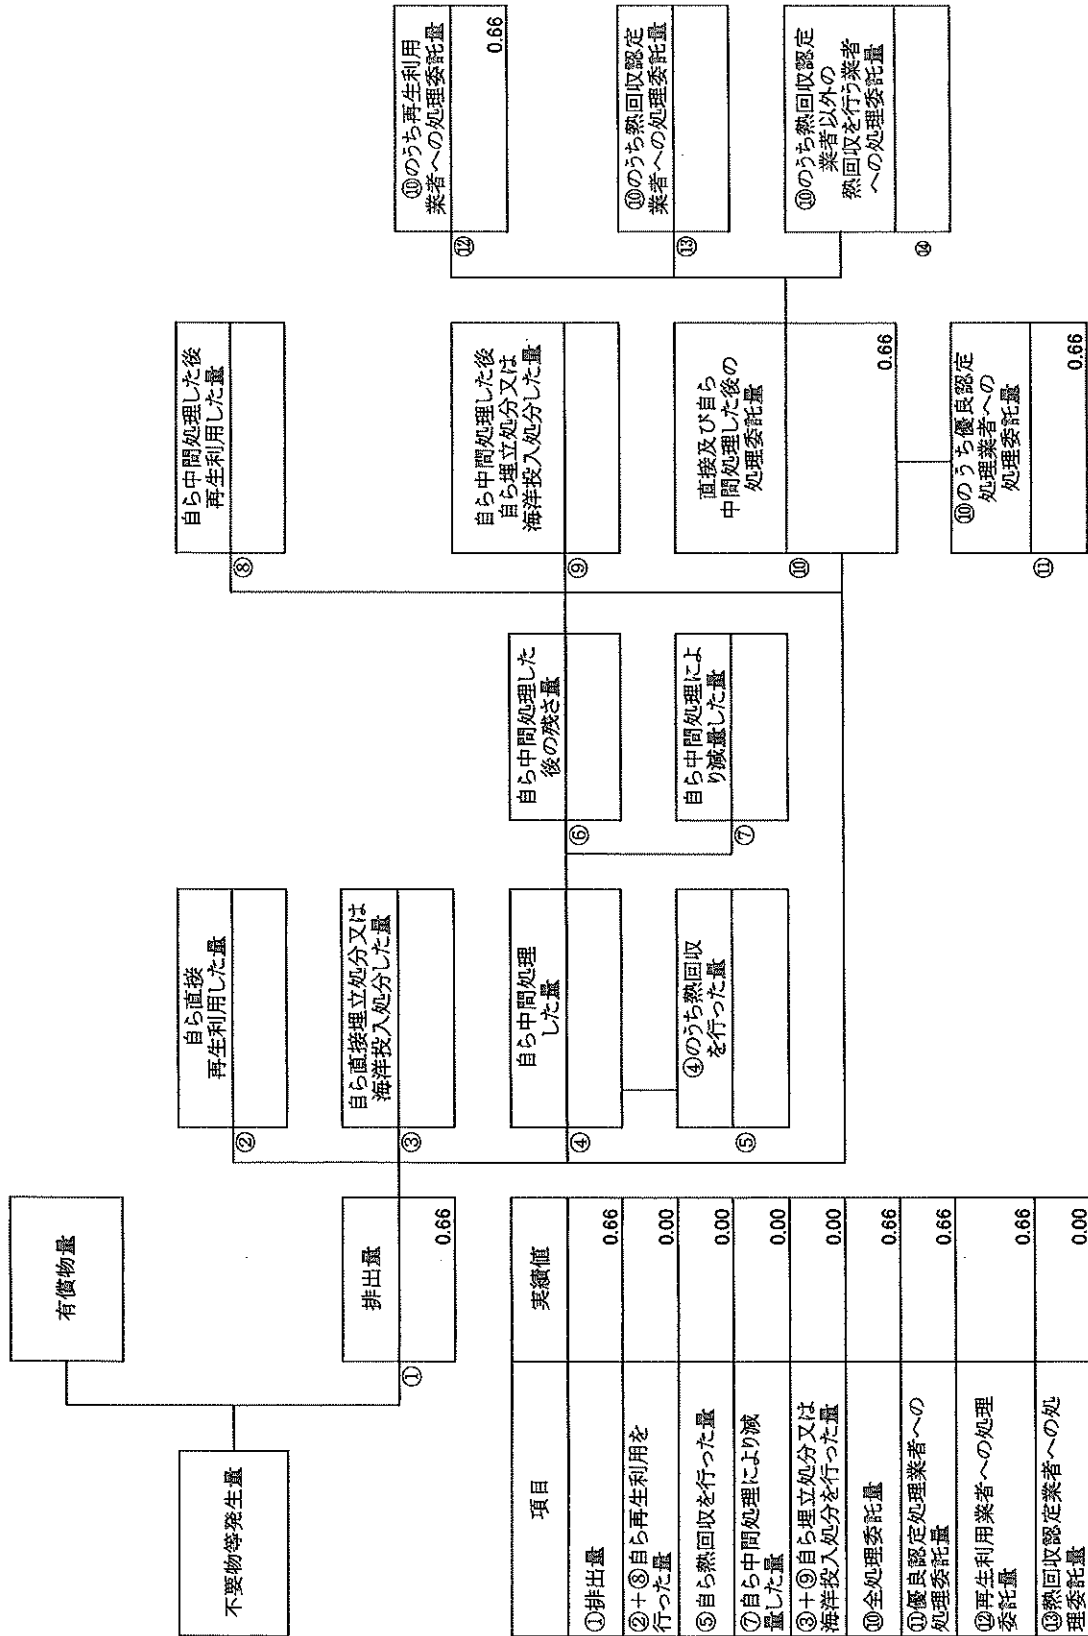 不要物等発生量
有償物量
排出量
①
0.66
自ら直接
再生利用した量
②
自ら直接埋立処分又は
海洋投入処分した量
③
自ら中間処理
した量
④
④のうち熱回収
を行った量
⑤
自ら中間処理した
後の残さ量
⑥
自ら中間処理によ
り減量した量
⑦
自ら中間処理した後
再生利用した量
⑧
自ら中間処理した後
自ら埋立処分又は
海洋投入処分した量
⑨
直接及び自ら
中間処理した後の
処理委託量
⑩
0.66
⑩のうち優良認定
処理業者への
処理委託量
⑪
0.66
⑩のうち再生利用
業者への処理委託量
⑫
0.66
⑩のうち熱回収認定
業者への処理委託量
⑬
⑩のうち熱回収認定
業者以外の
熱回収を行う業者
への処理委託量
⑭
項目 実績値
①排出量 0.66
②+⑧自ら再生利用を
行った量 0.00
⑤自ら熱回収を行った量 0.00
⑦自ら中間処理により減
量した量 0.00
③+⑨自ら埋立処分又は
海洋投入処分を行った量 0.00
⑩全処理委託量 0.66
⑪優良認定処理業者への
処理委託量 0.66
⑫再生利用業者への処理
委託量 0.66
⑬熱回収認定業者への処
理委託量 0.00